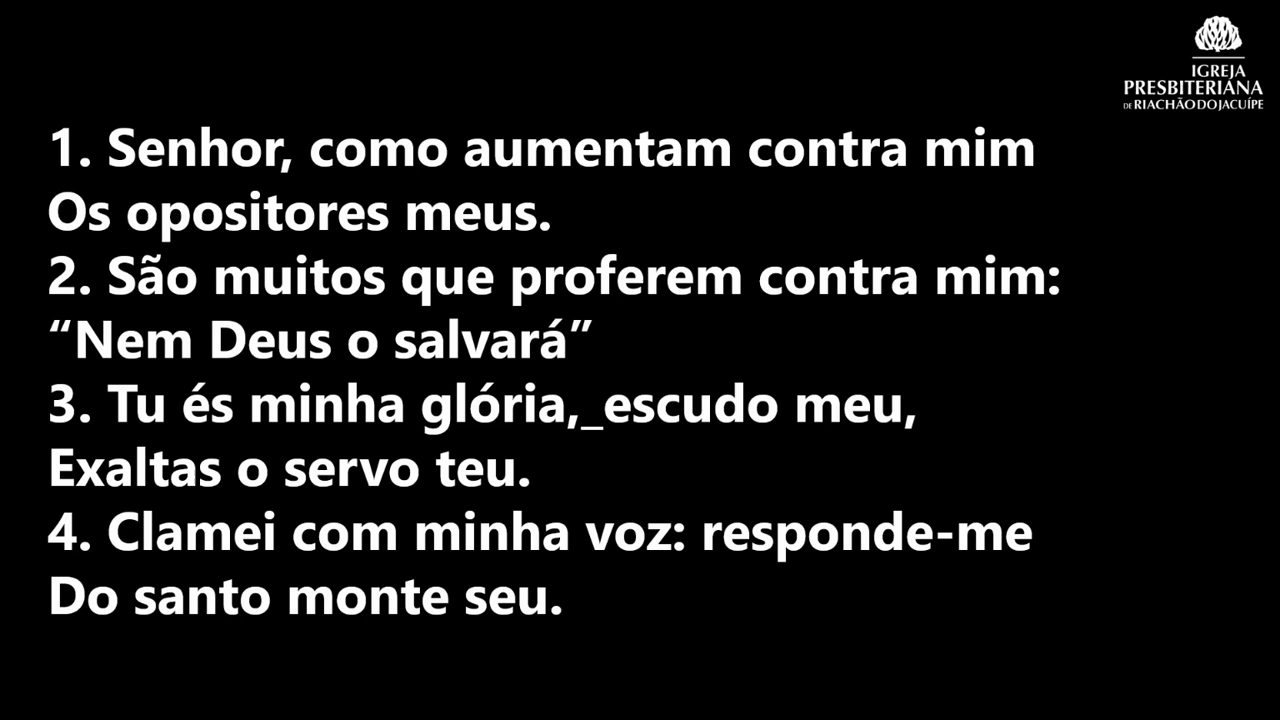 IGREJA
PRESBITERIANA
DE RIACHÃO DO JACUÍPE
1. Senhor, como aumentam contra mim
Os opositores meus.
2. São muitos que proferem contra mim:
“Nem Deus o salvará”
3. Tu és minha glória,_escudo meu,
Exaltas o servo teu.
4. Clamei com minha voz: responde-me
Do santo monte seu.